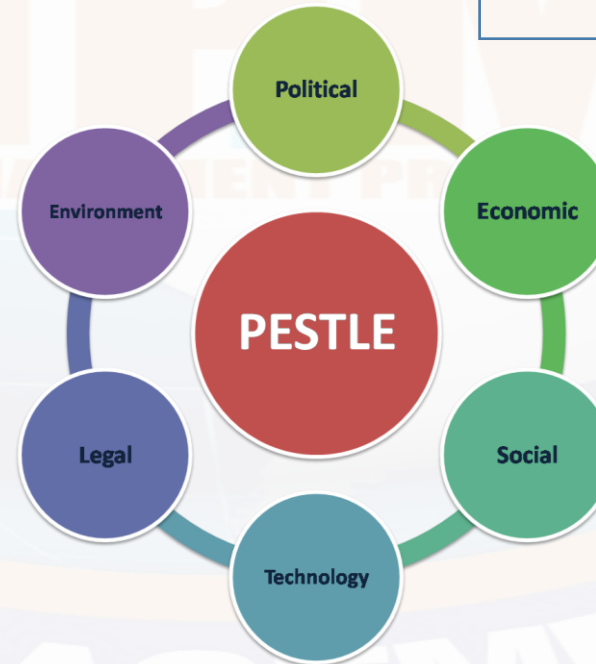 Political
Economic
Social
Technology
Legal
Environment
PESTLE